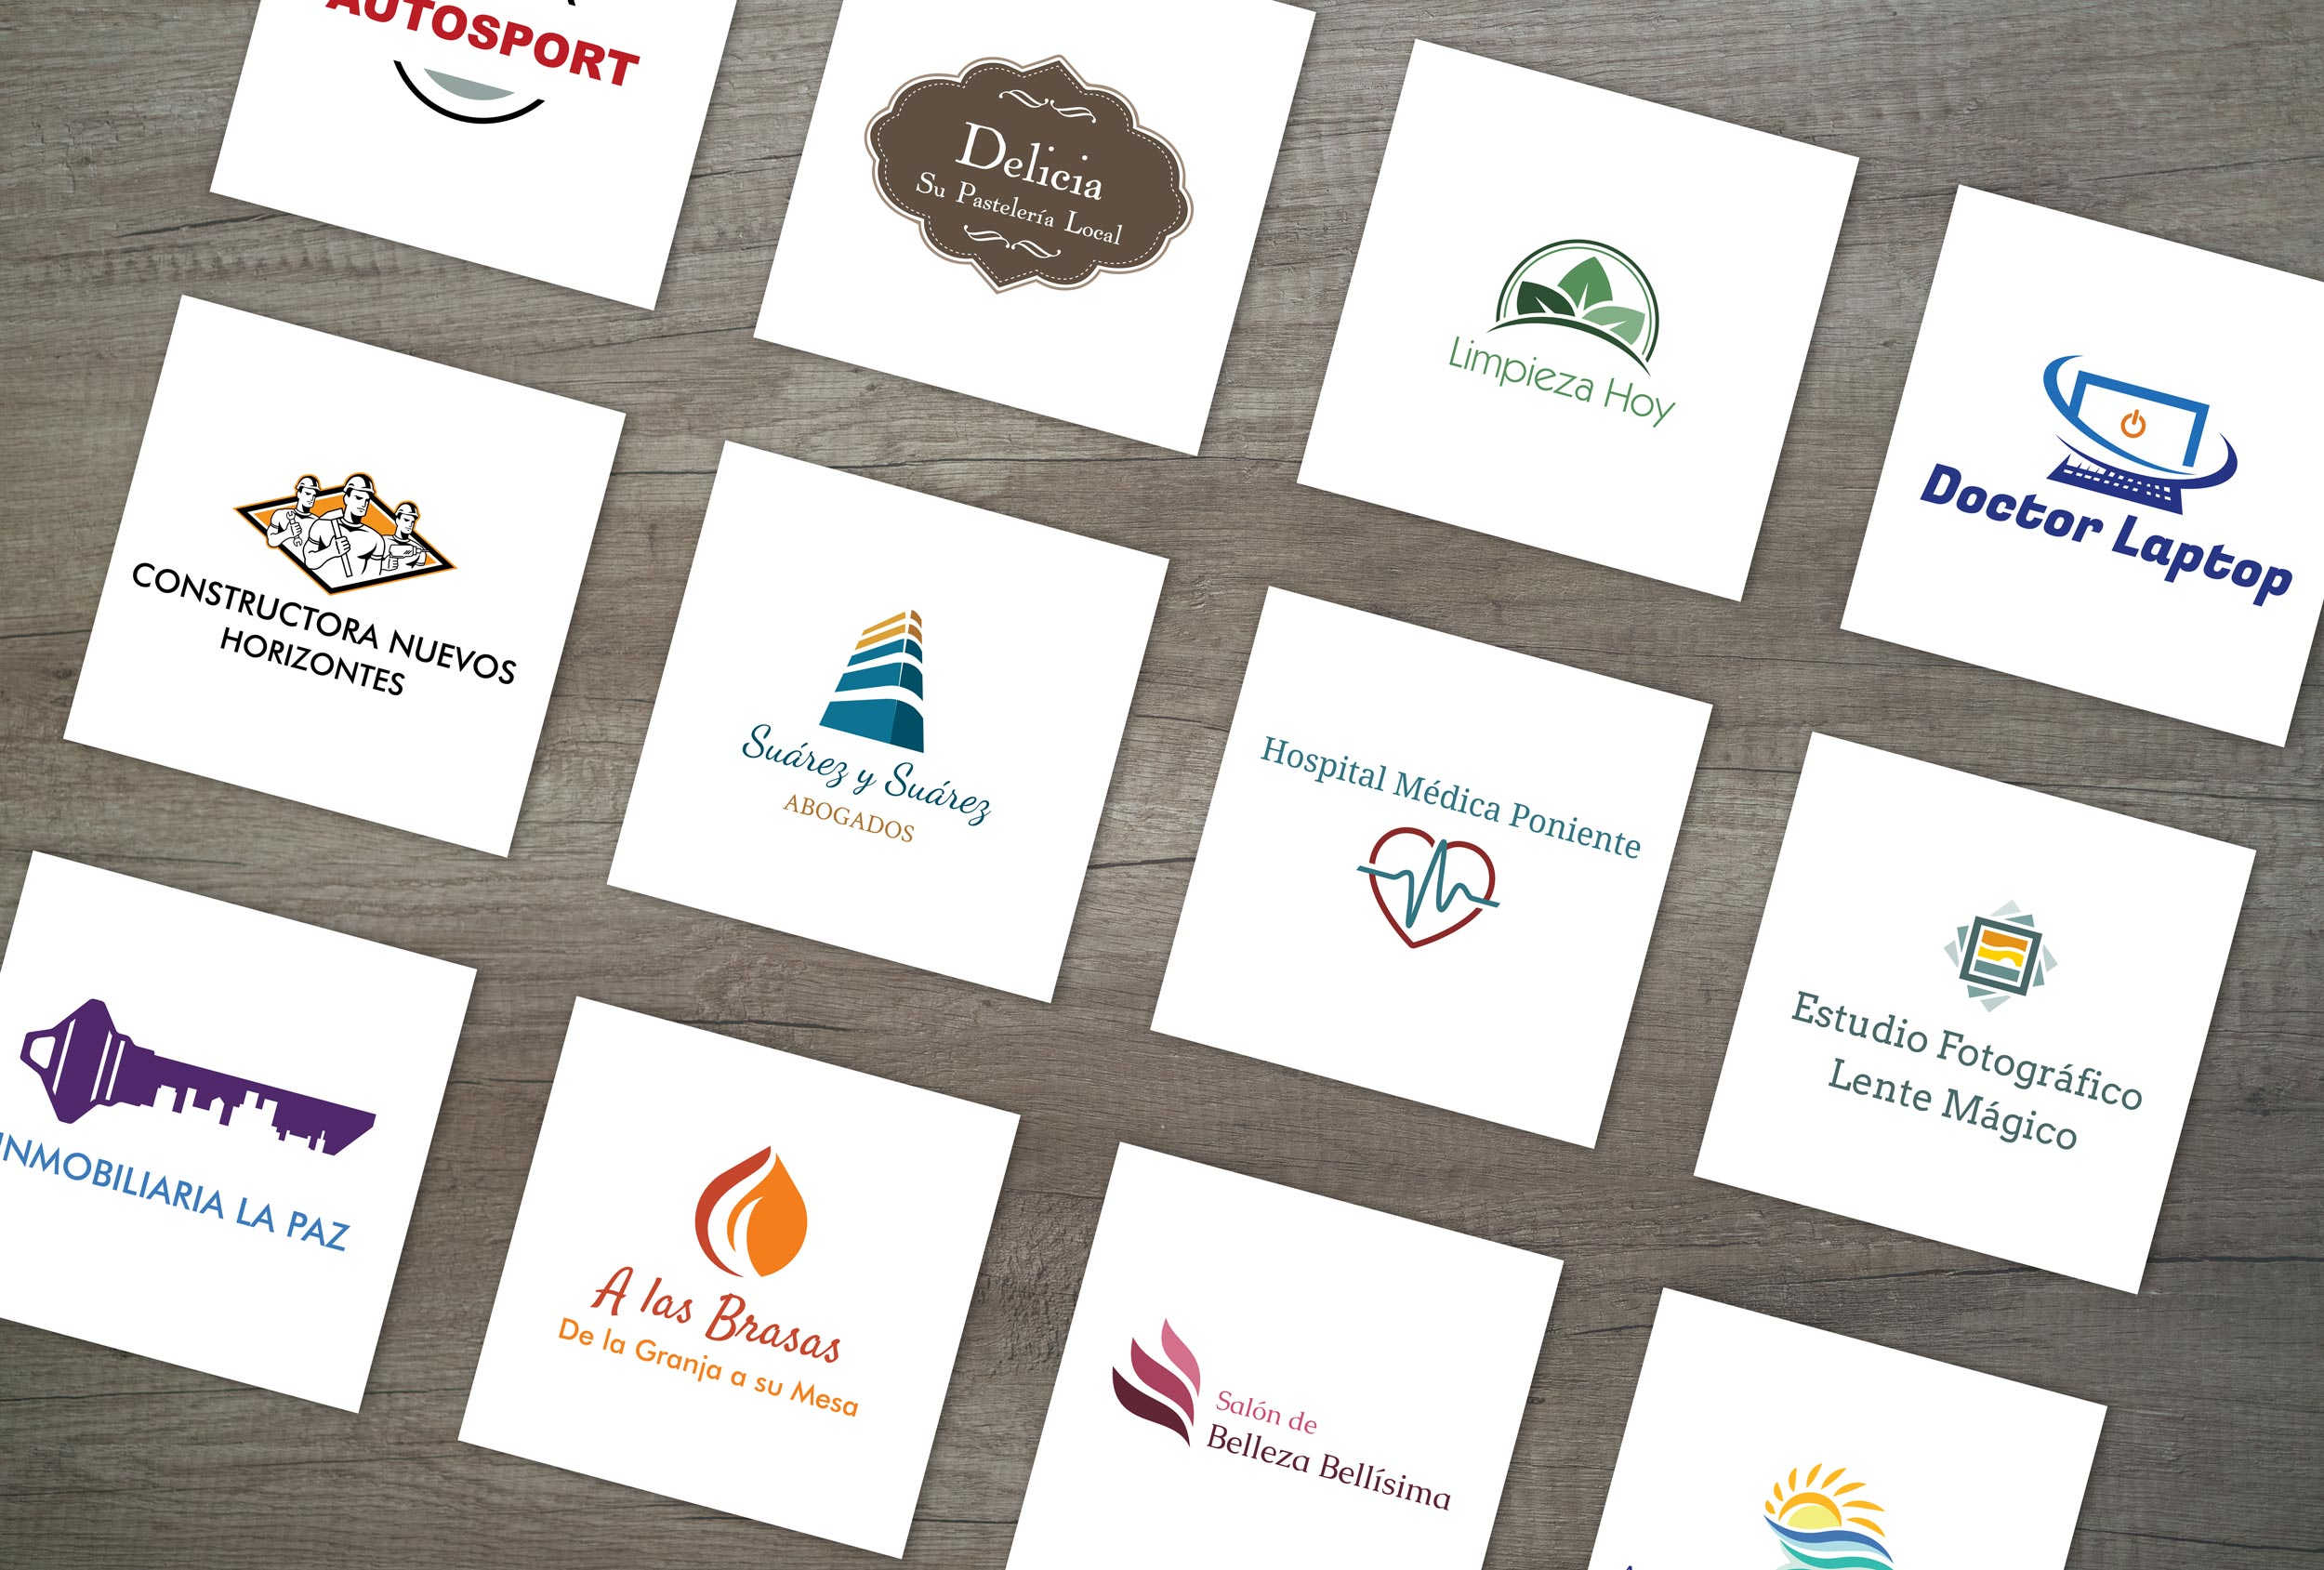 AUTOSPORT
Delicia
Su Pastelería Local
Limpieza Hoy
Doctor Laptop
CONSTRUCTORA NUEVOS
HORIZONTES
Suárez y Suárez
ABOGADOS
Hospital Médica Poniente
Estudio Fotográfico
Lente Mágico
INMOBILIARIA LA PAZ
A las Brasas
De la Granja a su Mesa
Salón de
Belleza Bellísima